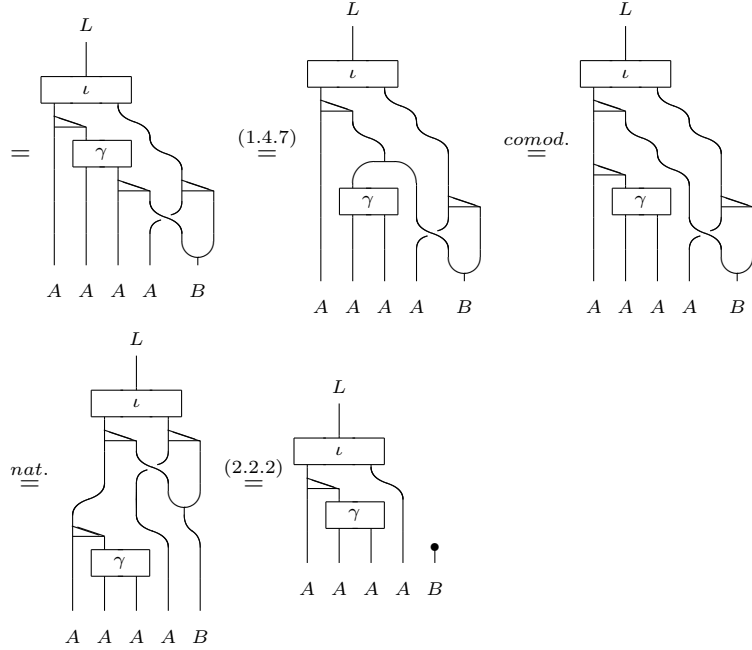 L L L
ι ι ι
= γ (1.4.7) = γ comod. = γ
A A A A B A A A A B A A A A B
L L
ι ι
nat. = γ (2.2.2) = γ
A A A A B A A A A B